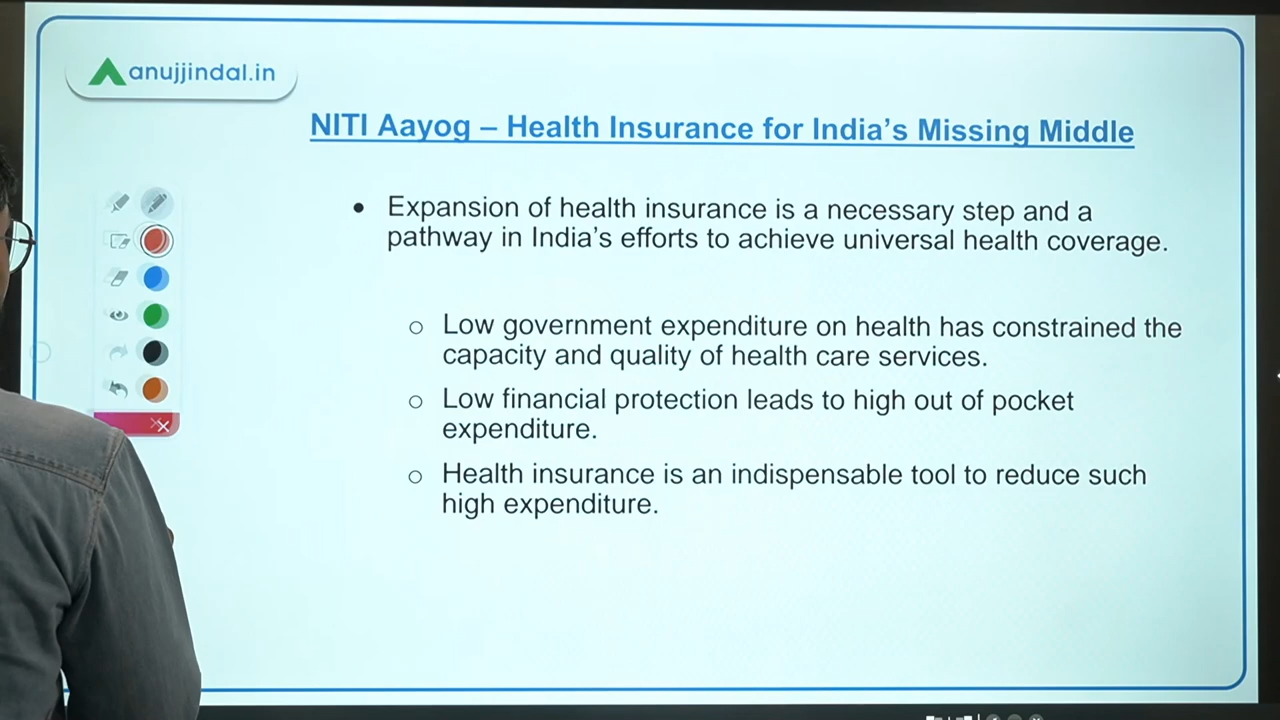 anujjindal.in
NITI Aayog – Health Insurance for India's Missing Middle
• Expansion of health insurance is a necessary step and a
pathway in India's efforts to achieve universal health coverage.
o Low government expenditure on health has constrained the
capacity and quality of health care services.
o Low financial protection leads to high out of pocket
expenditure.
o Health insurance is an indispensable tool to reduce such
high expenditure.